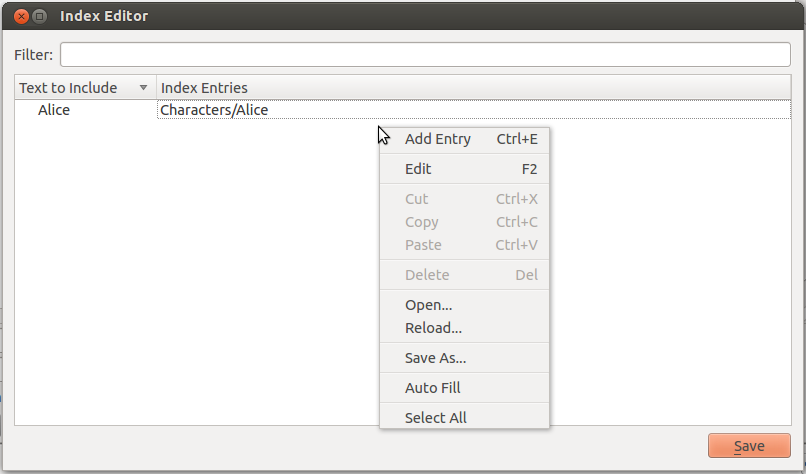 Index Editor
Filter:
Text to Include Index Entries
Alice Characters/Alice
Add Entry Ctrl+E
Edit F2
Cut Ctrl+X
Copy Ctrl+C
Paste Ctrl+V
Delete Del
Open...
Reload...
Save As...
Auto Fill
Select All
Save